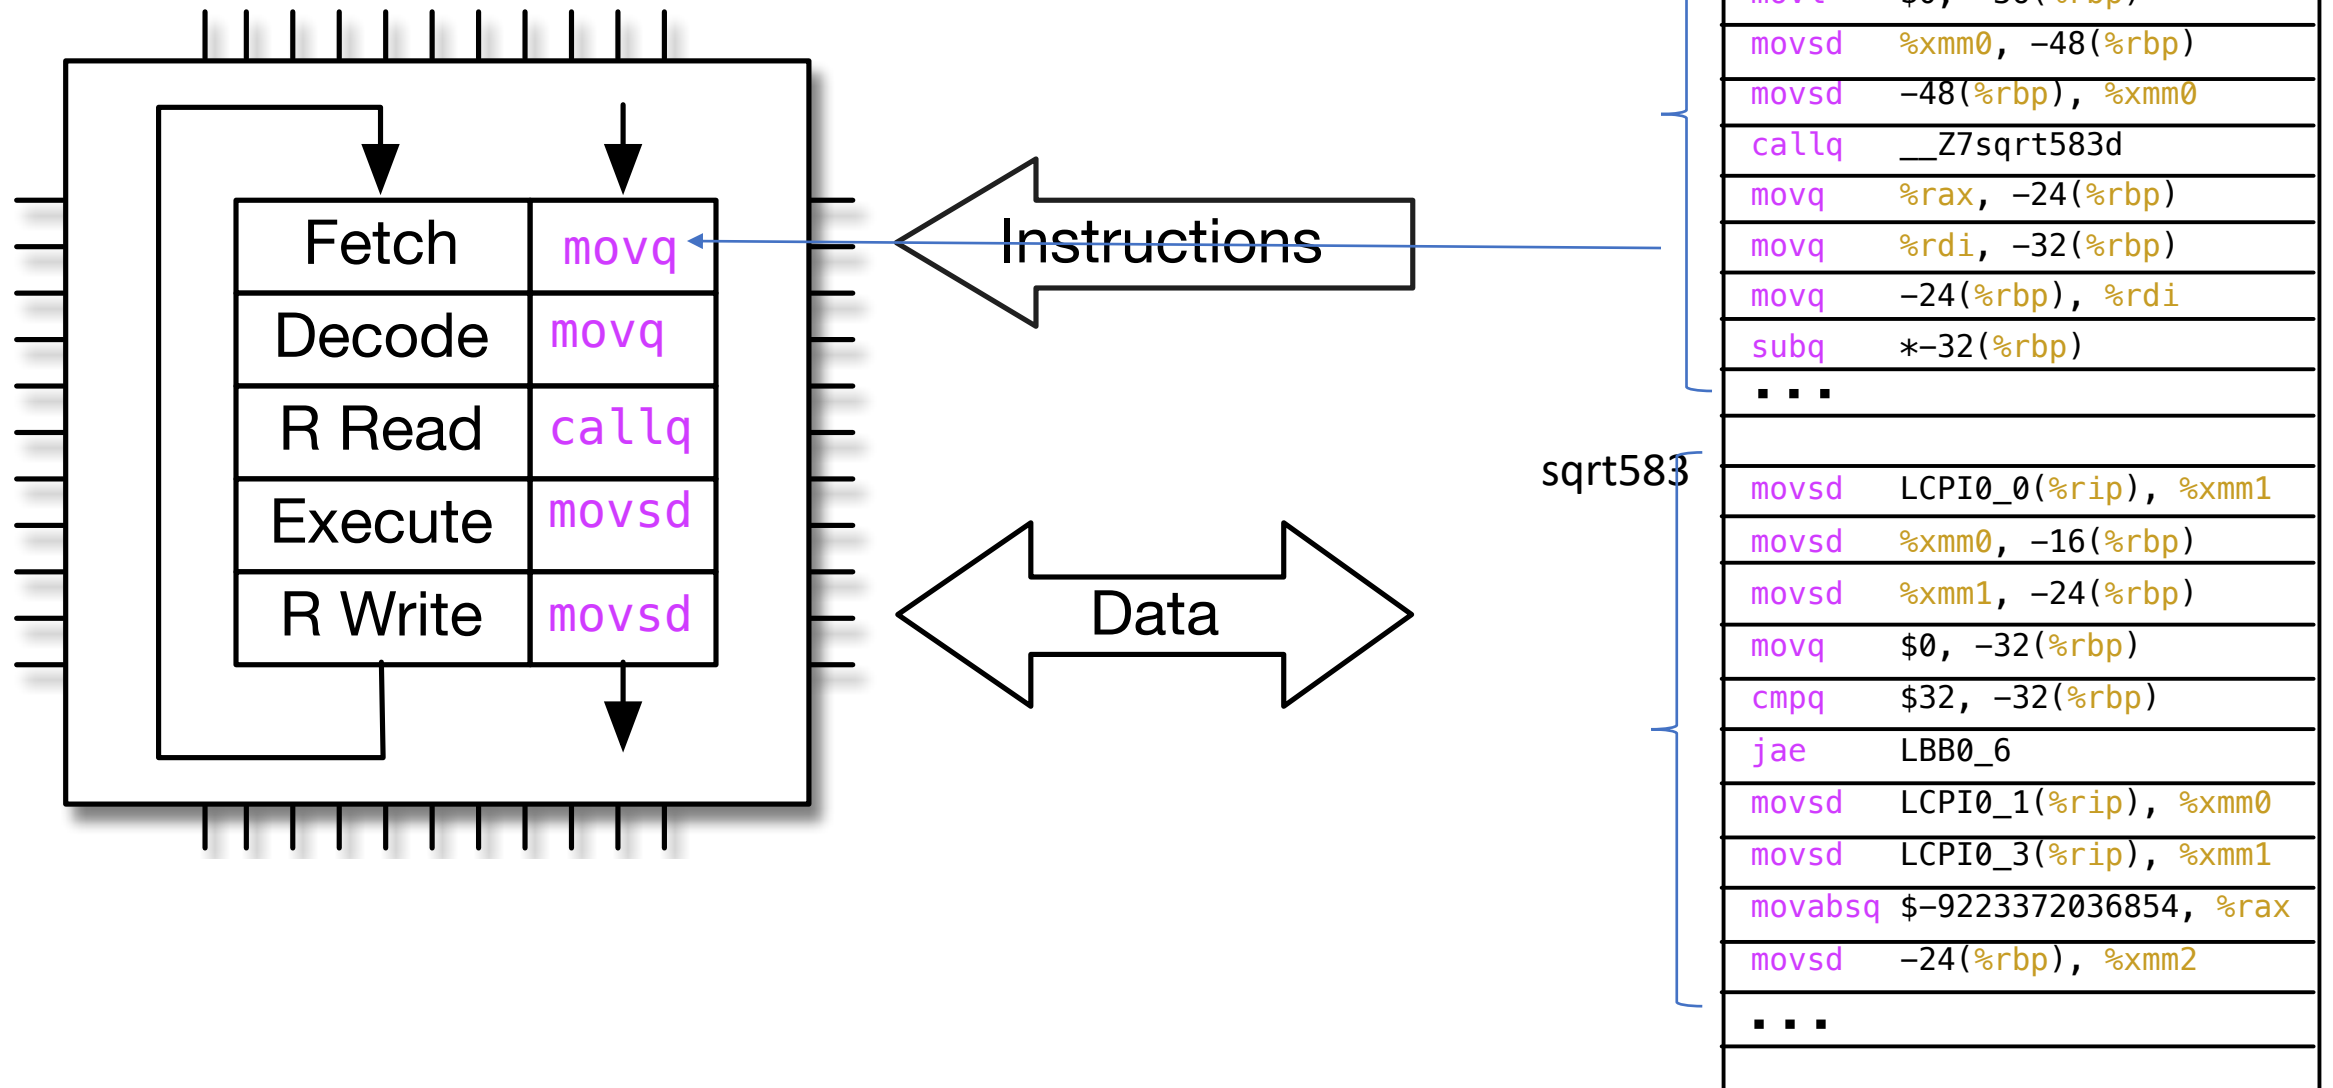 Fetch movq
Decode movq
R Read callq
Execute movsd
R Write movsd
Instructions
Data
sqrt583
movsd %xmm0, -48(%rbp)
movsd -48(%rbp), %xmm0
callq __Z7sqrt583d
movq %rax, -24(%rbp)
movq %rdi, -32(%rbp)
movq -24(%rbp), %rdi
subq *-32(%rbp)
...
movsd LCPI0_0(%rip), %xmm1
movsd %xmm0, -16(%rbp)
movsd %xmm1, -24(%rbp)
movq $0, -32(%rbp)
cmpq $32, -32(%rbp)
jae LBB0_6
movsd LCPI0_1(%rip), %xmm0
movsd LCPI0_3(%rip), %xmm1
movabsq $-9223372036854, %rax
movsd -24(%rbp), %xmm2
...